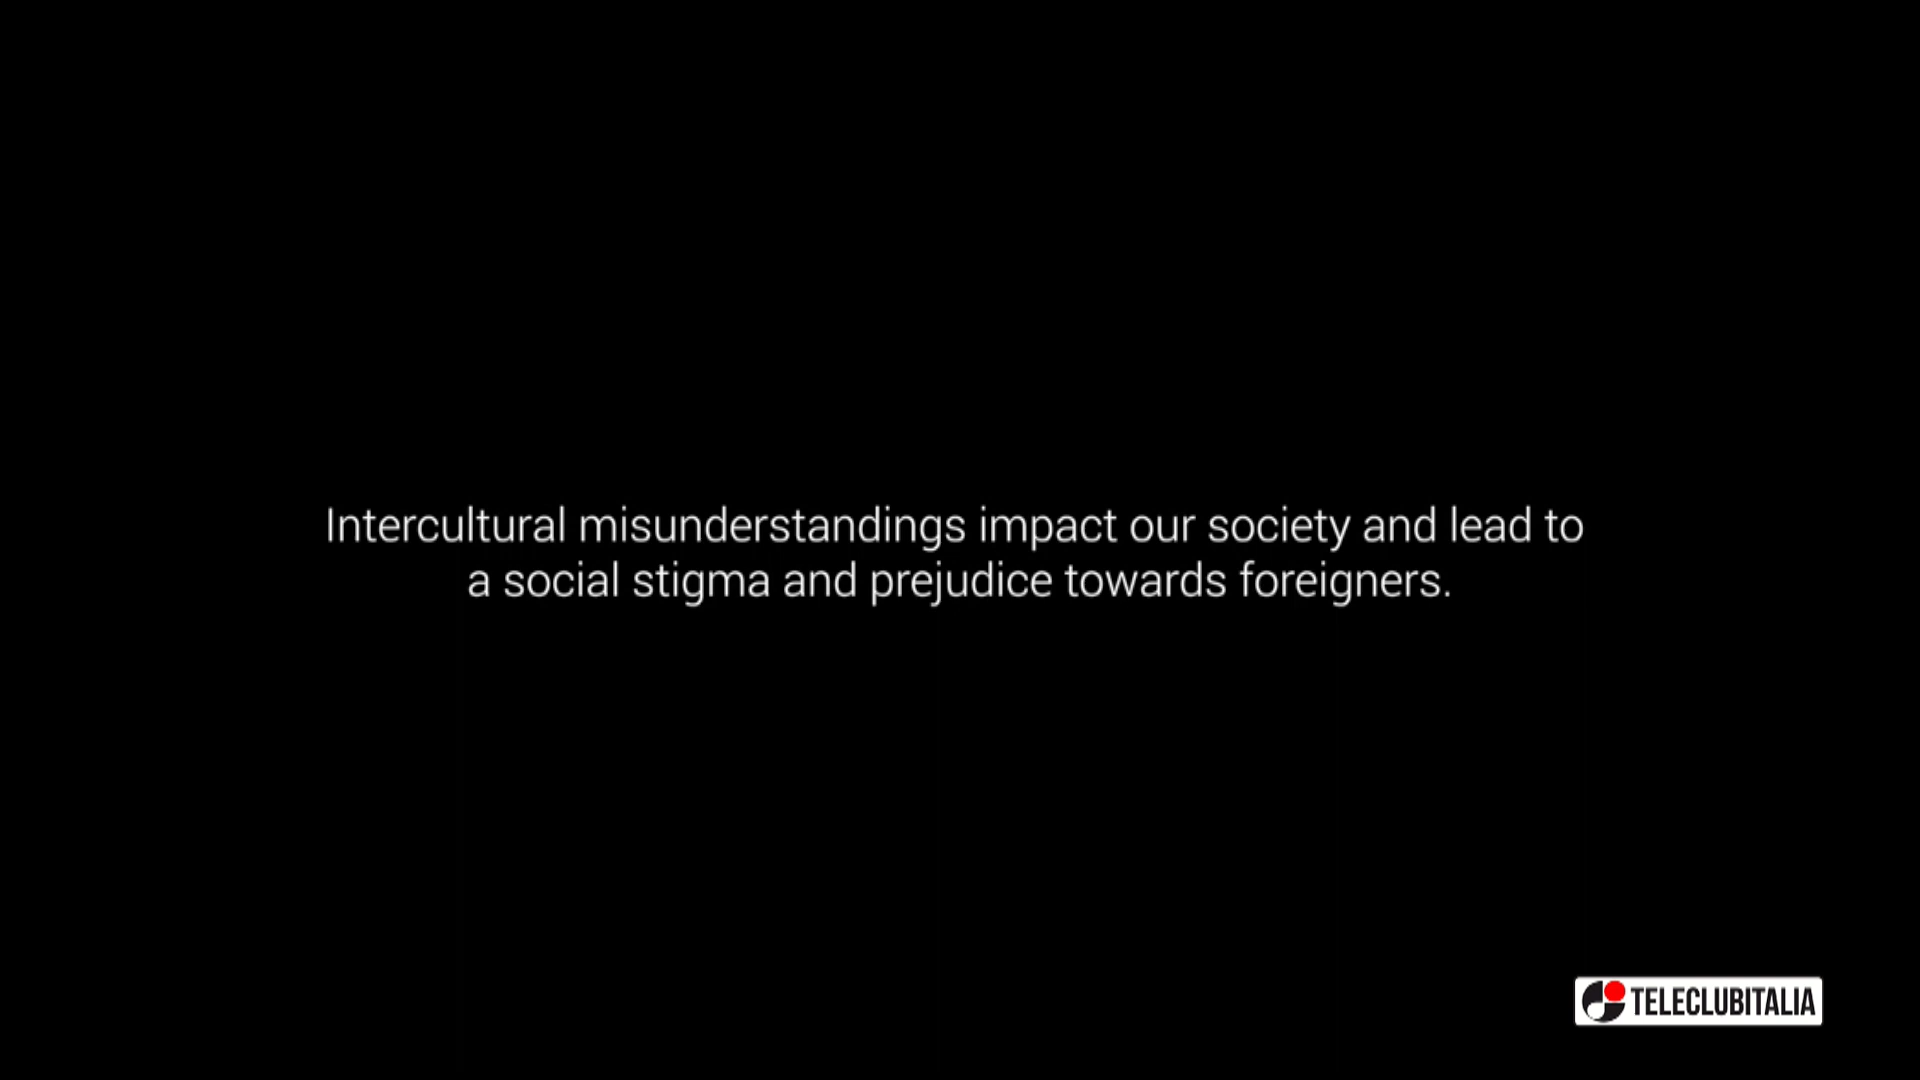 Intercultural misunderstandings impact our society and lead to
a social stigma and prejudice towards foreigners.
TELECLUBITALIA